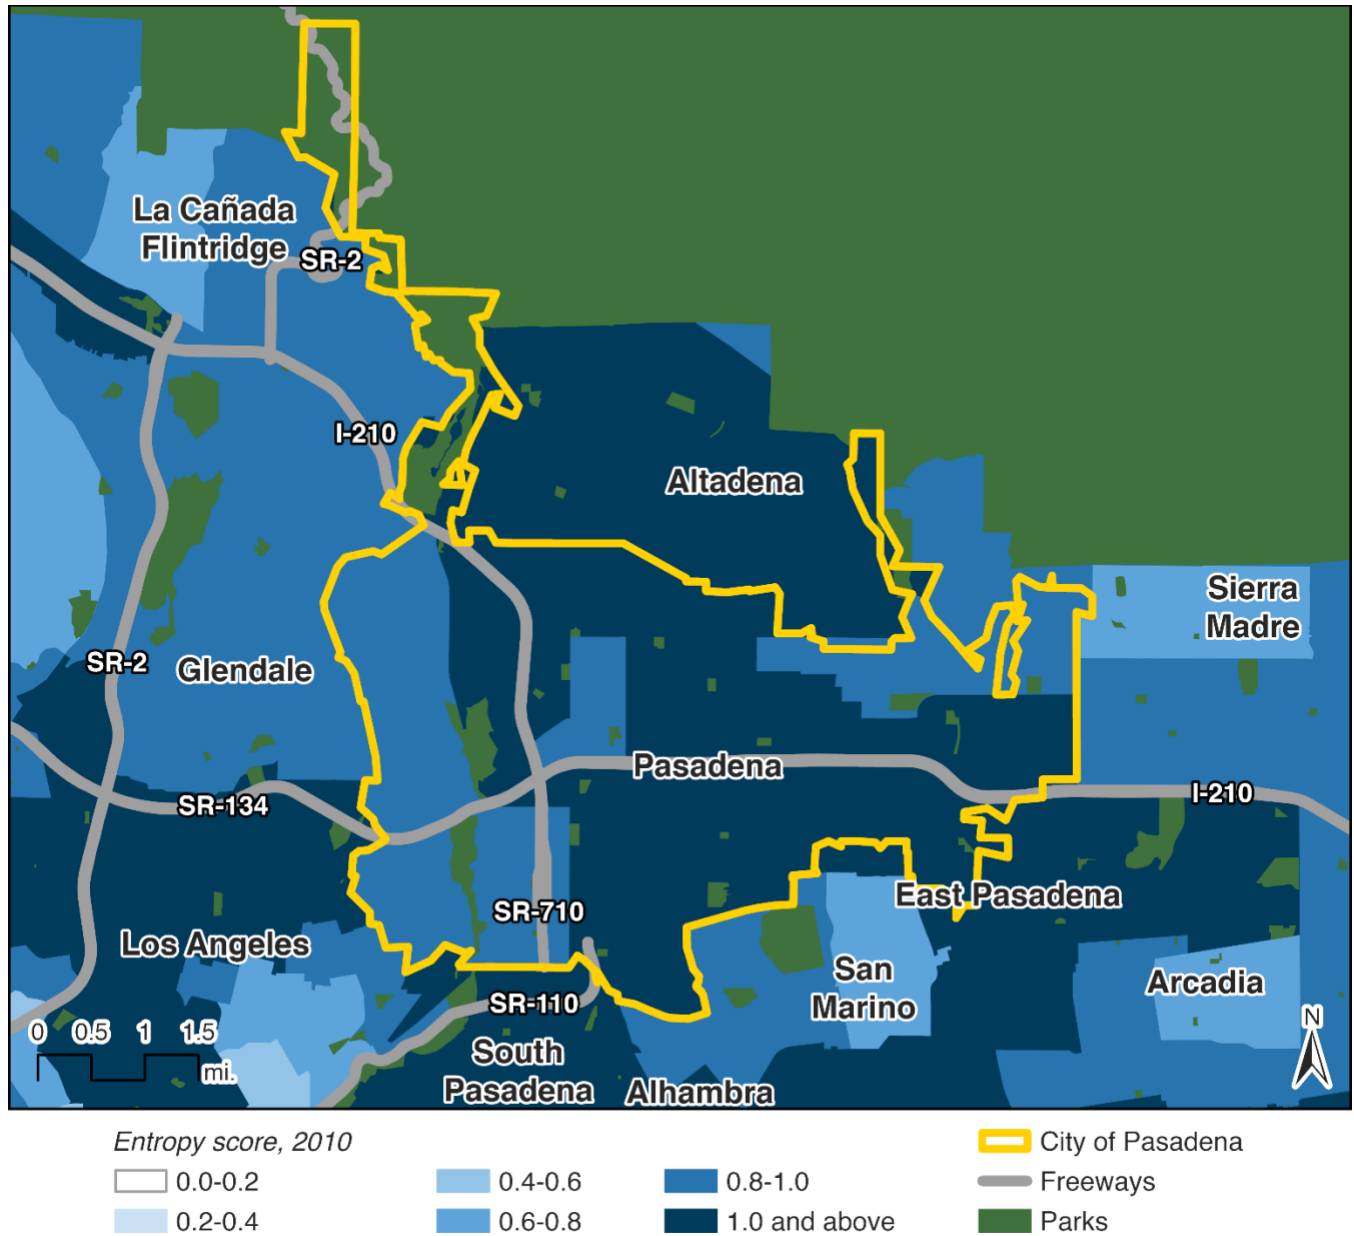 La Cañada
Flintridge
SR-2
I-210
Altadena
Sierra
Madre
SR-2
Glendale
Pasadena
I-210
SR-134
East Pasadena
SR-710
Los Angeles
San
Marino
Arcadia
SR-110
N
0 0.5 1 1.5
mi.
South
Pasadena
Alhambra
Entropy score, 2010
0.0-0.2
0.2-0.4
0.4-0.6
0.6-0.8
0.8-1.0
1.0 and above
City of Pasadena
Freeways
Parks